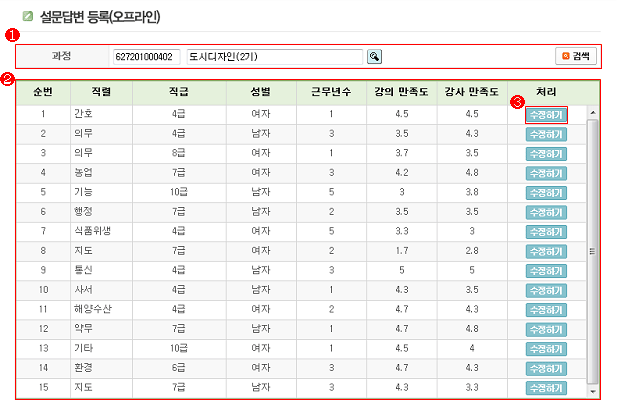 설문답변 등록(오프라인)
1
과정 627201000402 도시디자인(2기) 검색
2
순번 직렬 직급 성별 근무년수 강의 만족도 강사 만족도 처리
3
1 간호 4급 여자 1 4.5 4.5 수정하기
2 의무 4급 남자 3 3.5 4.3 수정하기
3 의무 8급 여자 1 3.7 3.5 수정하기
4 농업 7급 여자 3 4.2 4.8 수정하기
5 기능 10급 남자 5 3 3.8 수정하기
6 행정 7급 남자 2 3.5 3.5 수정하기
7 식품위생 4급 여자 5 3.3 3 수정하기
8 지도 7급 여자 2 1.7 2.8 수정하기
9 통신 4급 남자 3 5 5 수정하기
10 사서 4급 남자 1 4.3 3.5 수정하기
11 해양수산 4급 여자 2 4.7 4.3 수정하기
12 약무 7급 남자 1 4.7 4.8 수정하기
13 기타 10급 여자 1 4.5 4 수정하기
14 환경 6급 여자 3 4.7 4.3 수정하기
15 지도 7급 남자 3 4.3 3.3 수정하기